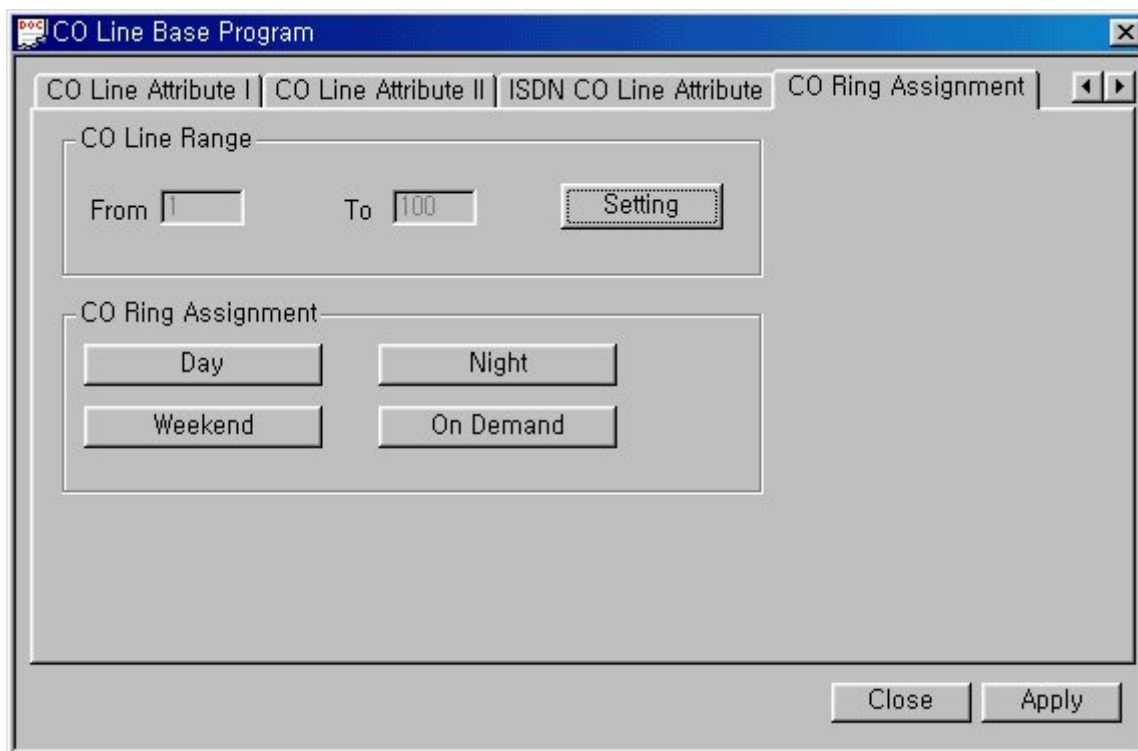 CO Line Base Program
CO Line Attribute I CO Line Attribute II ISDN CO Line Attribute CO Ring Assignment
CO Line Range
From 1 To 100 Setting
CO Ring Assignment
Day Night
Weekend On Demand
Close Apply